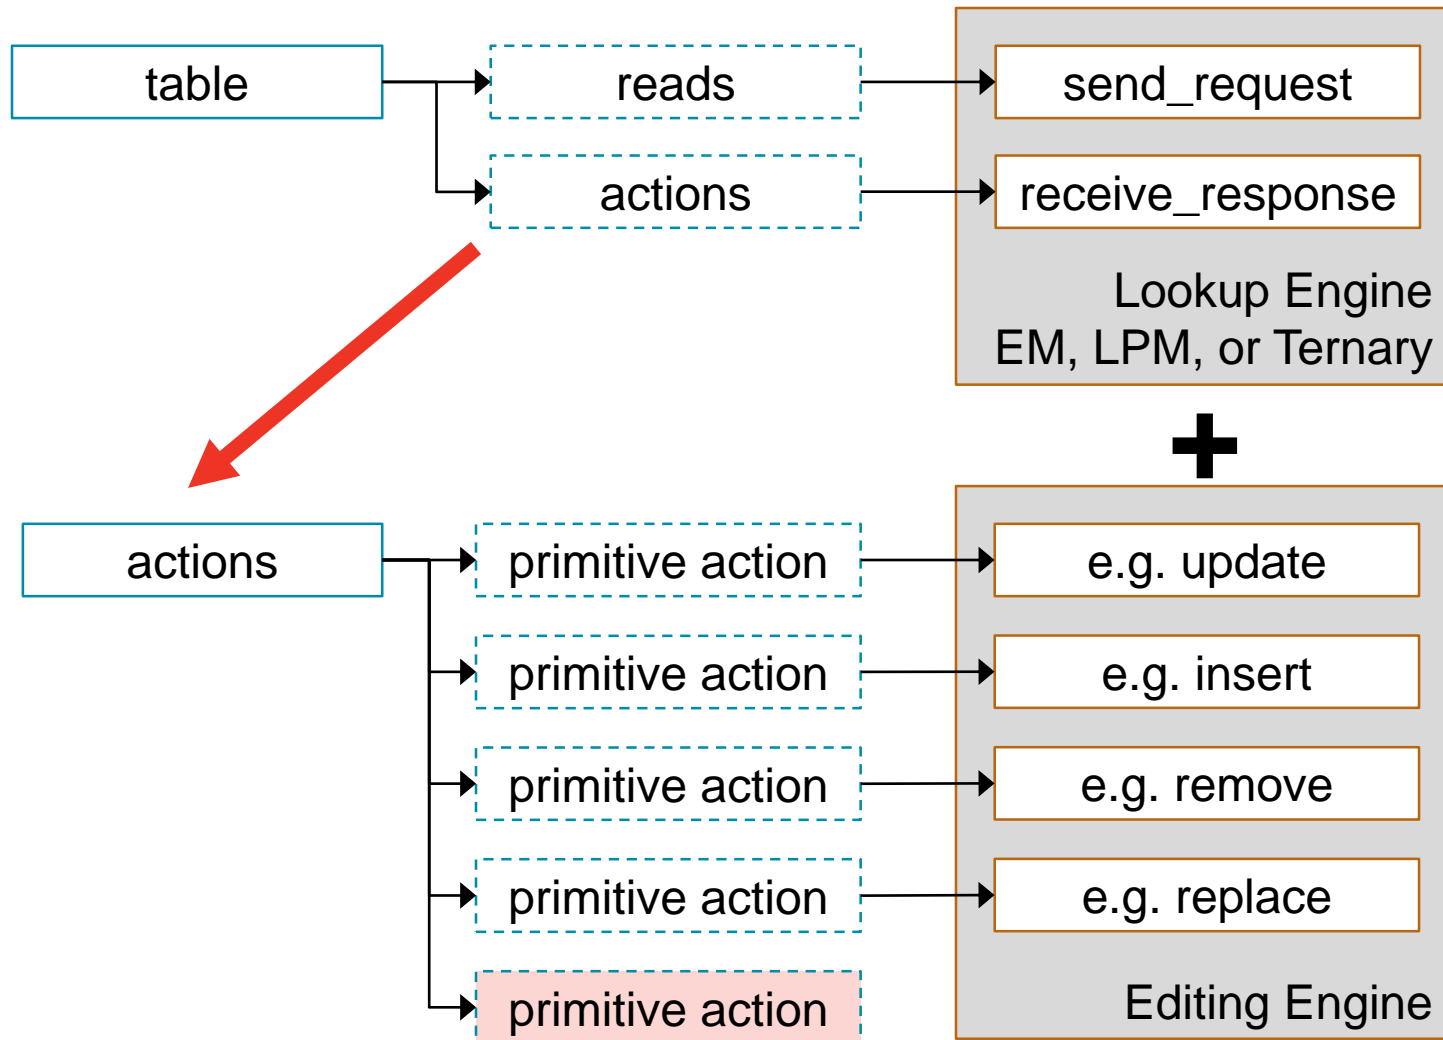 table
reads
send_request
actions
receive_response
Lookup Engine
EM, LPM, or Ternary
+
actions
primitive action
e.g. update
primitive action
e.g. insert
primitive action
e.g. remove
primitive action
e.g. replace
primitive action
Editing Engine